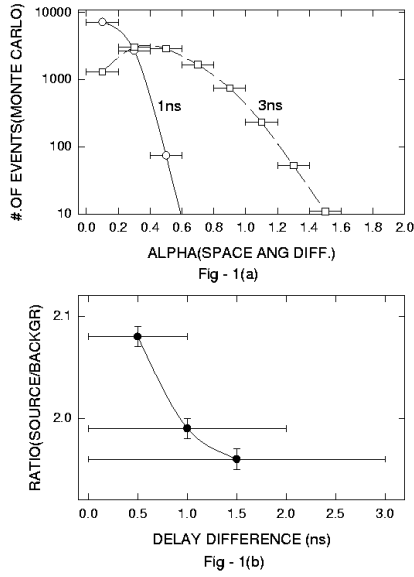 10000
1000
100
10
#.OF EVENTS(MONTE CARLO)
1ns
3ns
0.0 0.2 0.4 0.6 0.8 1.0 1.2 1.4 1.6 1.8 2.0
ALPHA(SPACE ANG DIFF.)
Fig - 1(a)
2.1
2.0
RATIO(SOURCE/BACKGR)
0.0 0.5 1.0 1.5 2.0 2.5 3.0
DELAY DIFFERENCE (ns)
Fig - 1(b)